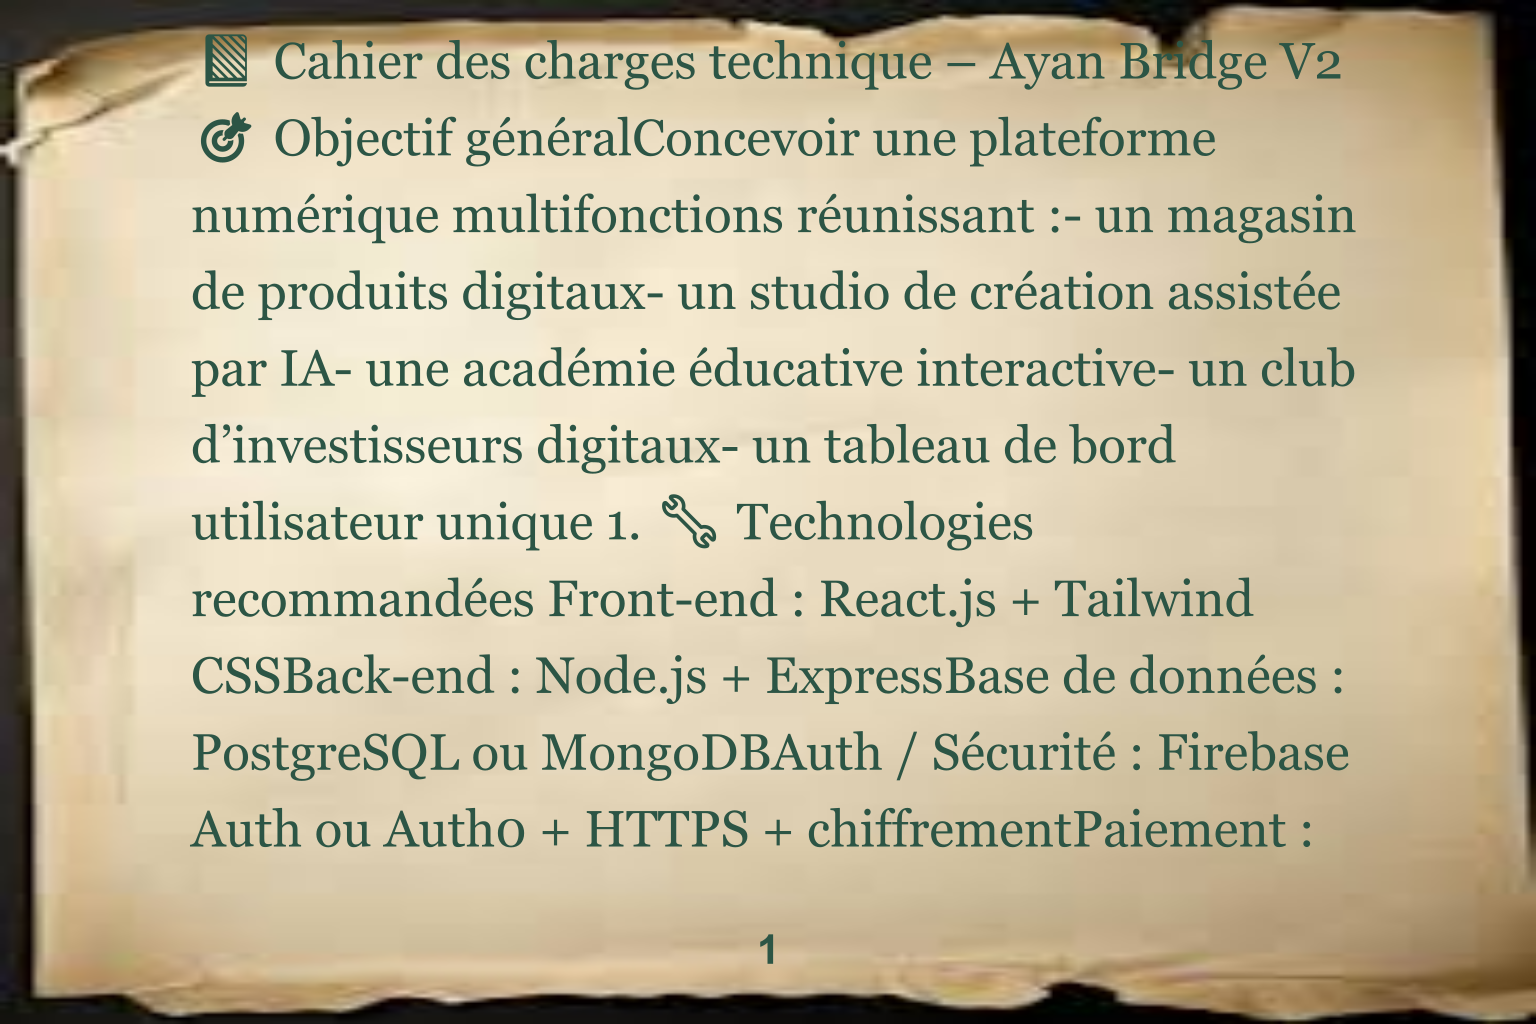 📗 Cahier des charges technique – Ayan Bridge V2
🎯 Objectif généralConcevoir une plateforme
numérique multifonctions réunissant :- un magasin
de produits digitaux- un studio de création assistée
par IA- une académie éducative interactive- un club
d’investisseurs digitaux- un tableau de bord
utilisateur unique 1. 🔧 Technologies
recommandées Front-end : React.js + Tailwind
CSSBack-end : Node.js + ExpressBase de données :
PostgreSQL ou MongoDBAuth / Sécurité : Firebase
Auth ou Auth0 + HTTPS + chiffrementPaiement :
1